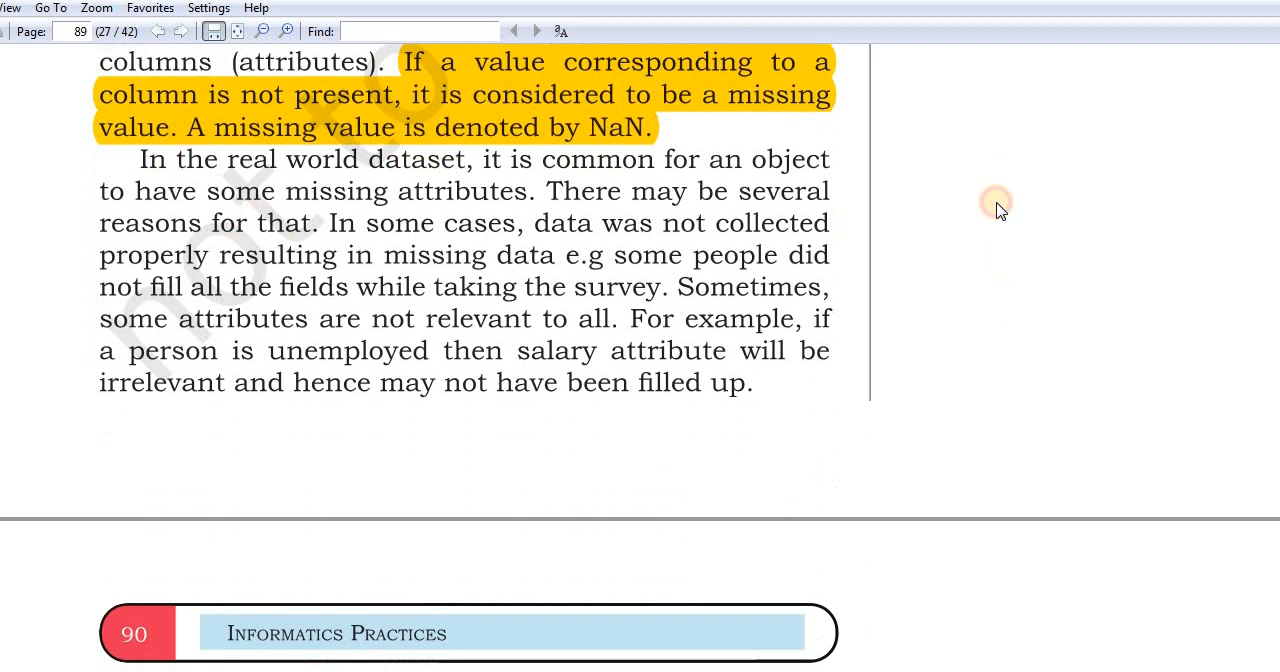 View Go To Zoom Favorites Settings Help
Page: 89 (27 / 42) Find:
columns (attributes). If a value corresponding to a
column is not present, it is considered to be a missing
value. A missing value is denoted by NaN.
In the real world dataset, it is common for an object
to have some missing attributes. There may be several
reasons for that. In some cases, data was not collected
properly resulting in missing data e.g some people did
not fill all the fields while taking the survey. Sometimes,
some attributes are not relevant to all. For example, if
a person is unemployed then salary attribute will be
irrelevant and hence may not have been filled up.
not to
90 Informatics Practices